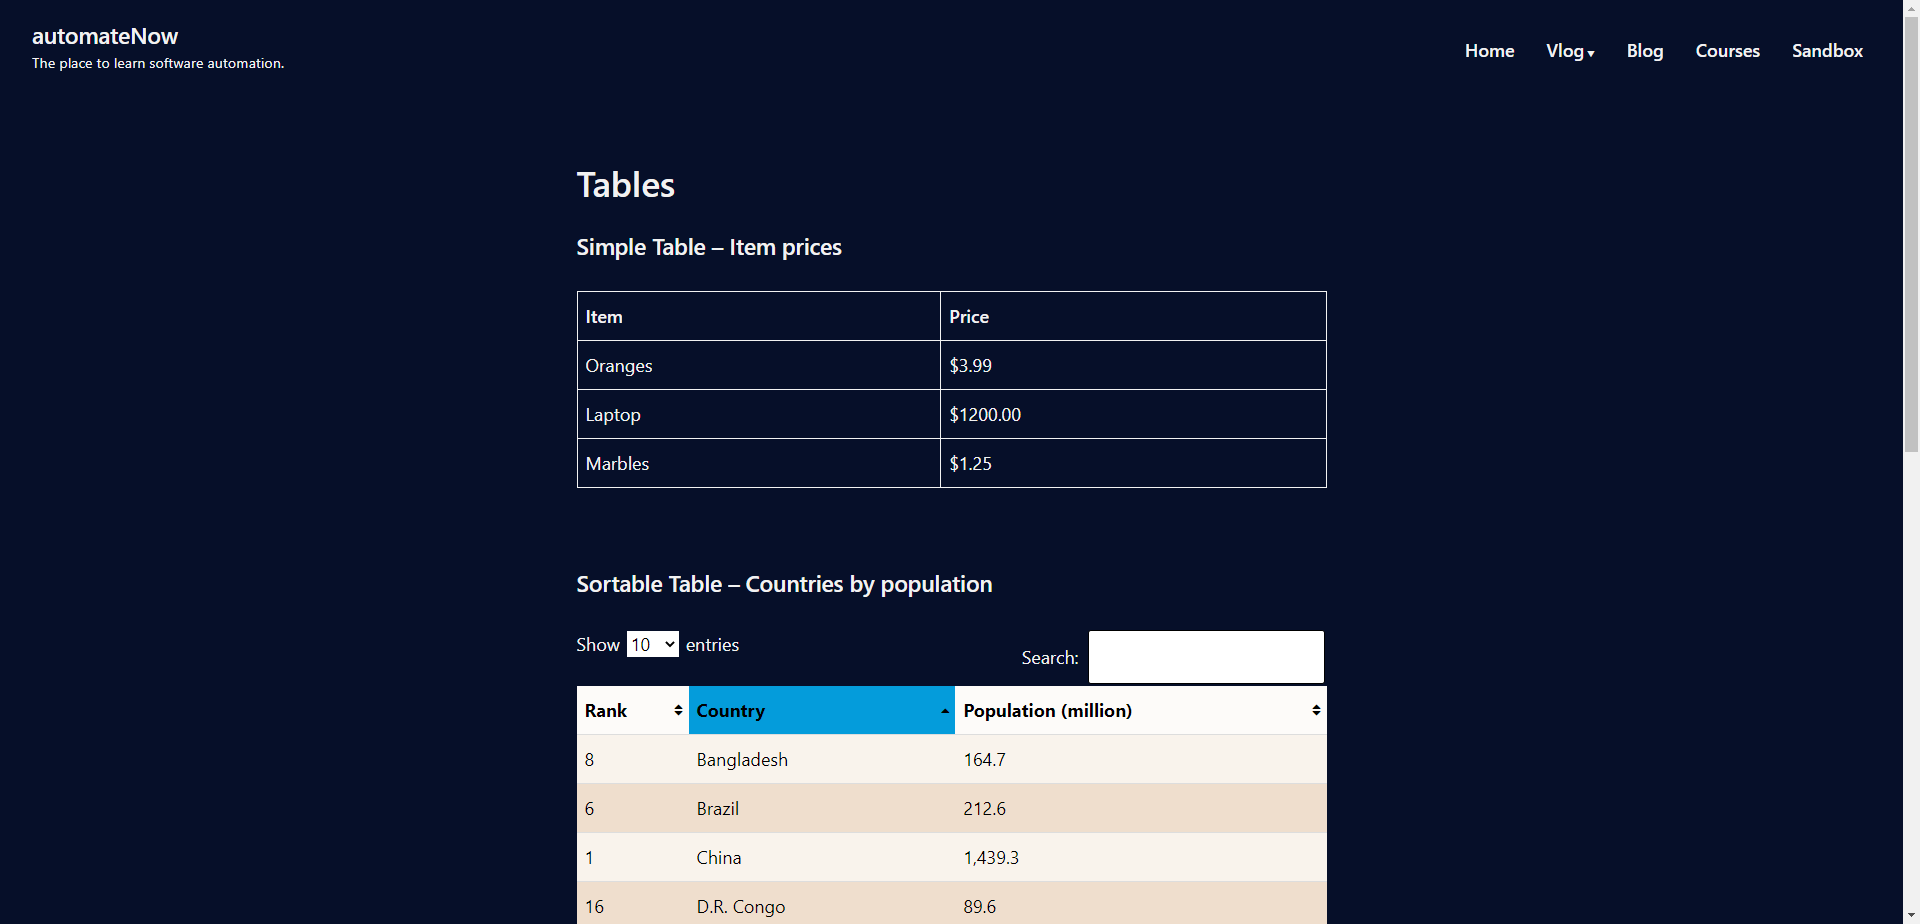 automateNow
The place to learn software automation.
Home Vlog▾ Blog Courses Sandbox
Tables
Simple Table – Item prices
Item Price
Oranges $3.99
Laptop $1200.00
Marbles $1.25
Sortable Table – Countries by population
Show 10 entries
Search:
Rank Country Population (million)
8 Bangladesh 164.7
6 Brazil 212.6
1 China 1,439.3
16 D.R. Congo 89.6